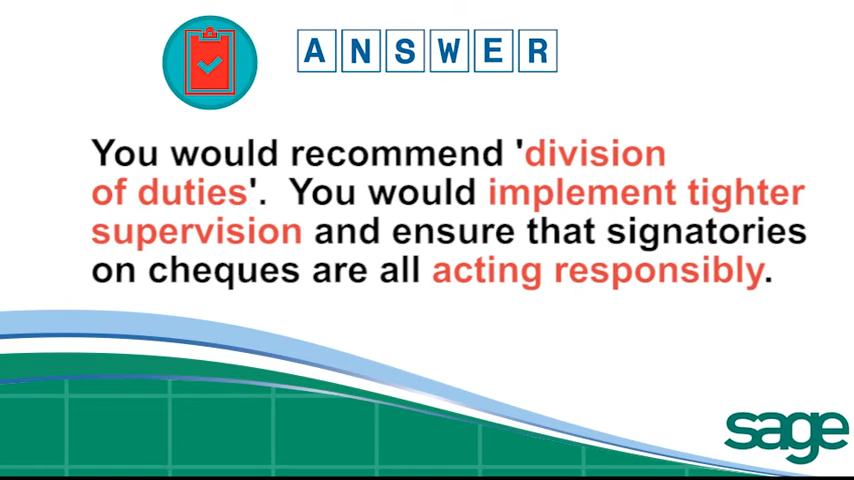 ANSWER
You would recommend 'division
of duties'.  You would implement tighter
supervision and ensure that signatories
on cheques are all acting responsibly.
sage